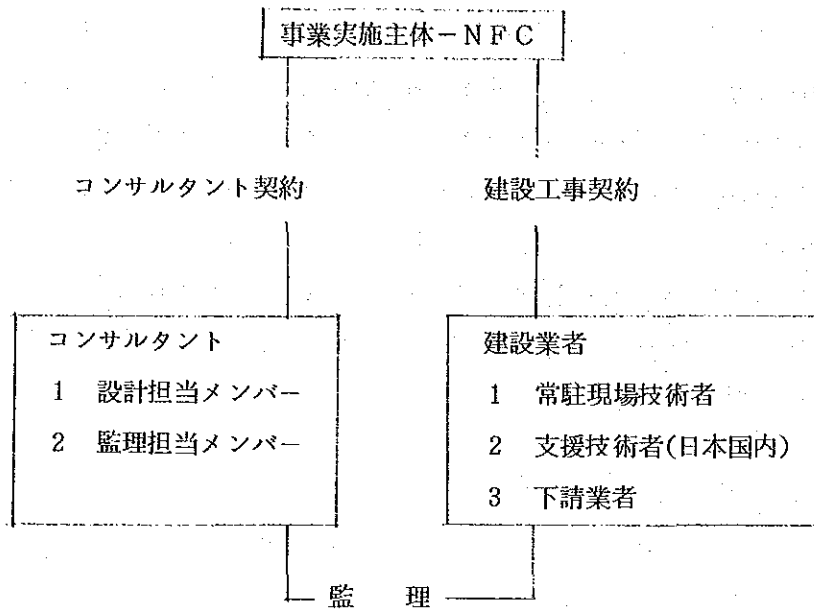 事業実施主体－NFC
コンサルタント契約
建設工事契約
コンサルタント
1 設計担当メンバー
2 監理担当メンバー
建設業者
1 常駐現場技術者
2 支援技術者(日本国内)
3 下請業者
監 理